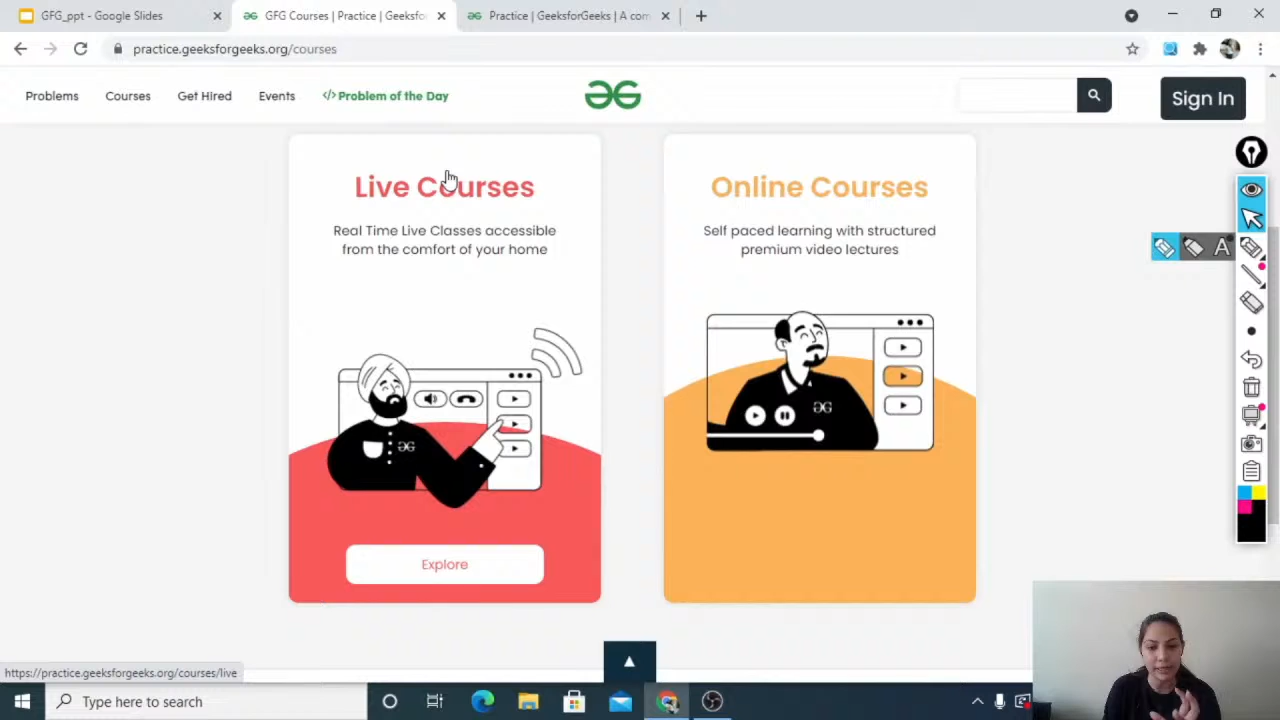 GFG_ppt - Google Slides
GFG Courses | Practice | Geeksfor
Practice | GeeksforGeeks | A com
practice.geeksforgeeks.org/courses
Problems
Courses
Get Hired
Events
</> Problem of the Day
Sign In
Live Courses
Real Time Live Classes accessible
from the comfort of your home
Explore
Online Courses
Self paced learning with structured
premium video lectures
A
https://practice.geeksforgeeks.org/courses/live
Type here to search